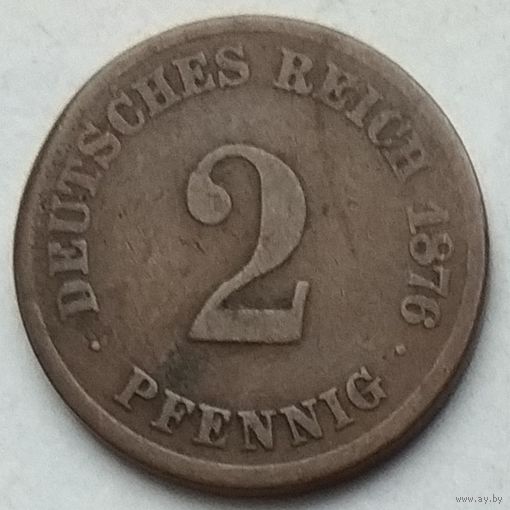 DEUTSCHES REICH 1876
2
· PFENNIG ·
www.ay.by